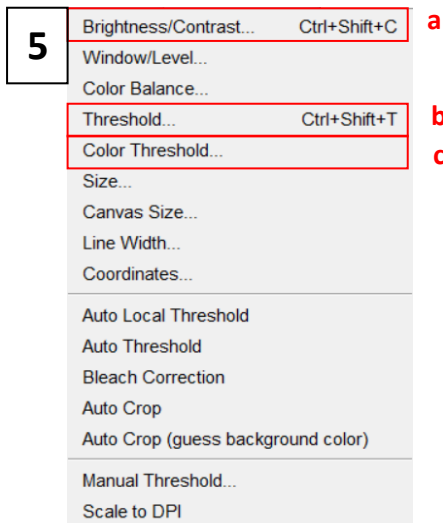 5
Brightness/Contrast... Ctrl+Shift+C a
Window/Level...
Color Balance...
Threshold... Ctrl+Shift+T b
Color Threshold... c
Size...
Canvas Size...
Line Width...
Coordinates...
Auto Local Threshold
Auto Threshold
Bleach Correction
Auto Crop
Auto Crop (guess background color)
Manual Threshold...
Scale to DPI